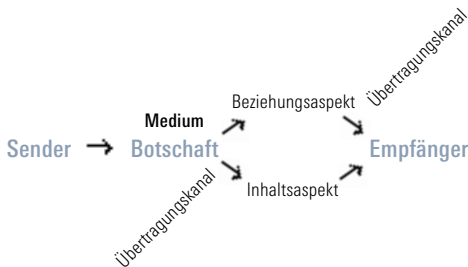 Übertragungskanal
Beziehungsaspekt
Medium
Sender → Botschaft
Empfänger
Inhaltsaspekt
Übertragungskanal